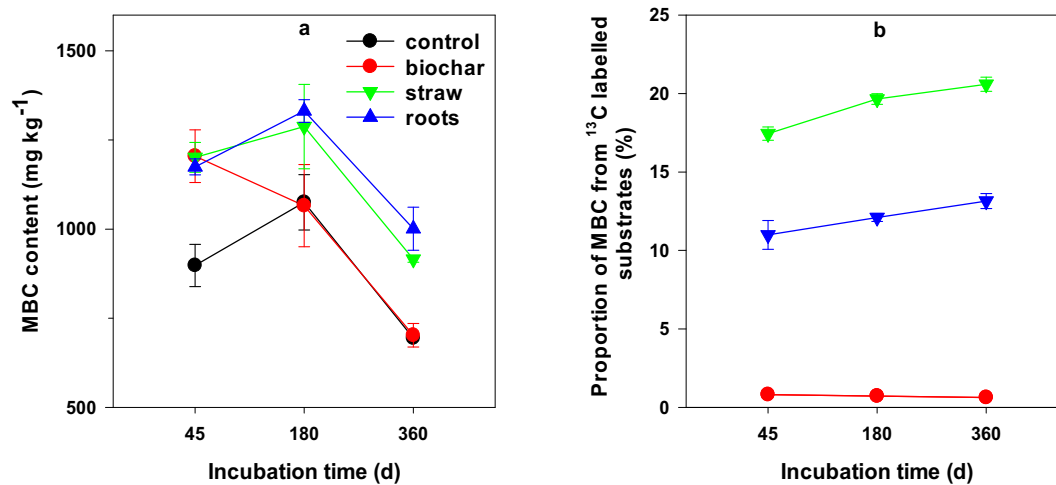 a
control
biochar
straw
roots
1500
1000
500
MBC content (mg kg⁻¹)
45
180
360
Incubation time (d)
b
25
20
15
10
5
0
Proportion of MBC from ¹³C labelled
substrates (%)
45
180
360
Incubation time (d)